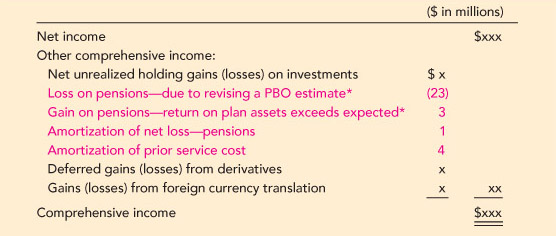 ($ in millions)
Net income $xxx
Other comprehensive income:
Net unrealized holding gains (losses) on investments $ x
Loss on pensions—due to revising a PBO estimate* (23)
Gain on pensions—return on plan assets exceeds expected* 3
Amortization of net loss—pensions 1
Amortization of prior service cost 4
Deferred gains (losses) from derivatives x
Gains (losses) from foreign currency translation x xx
Comprehensive income $xxx